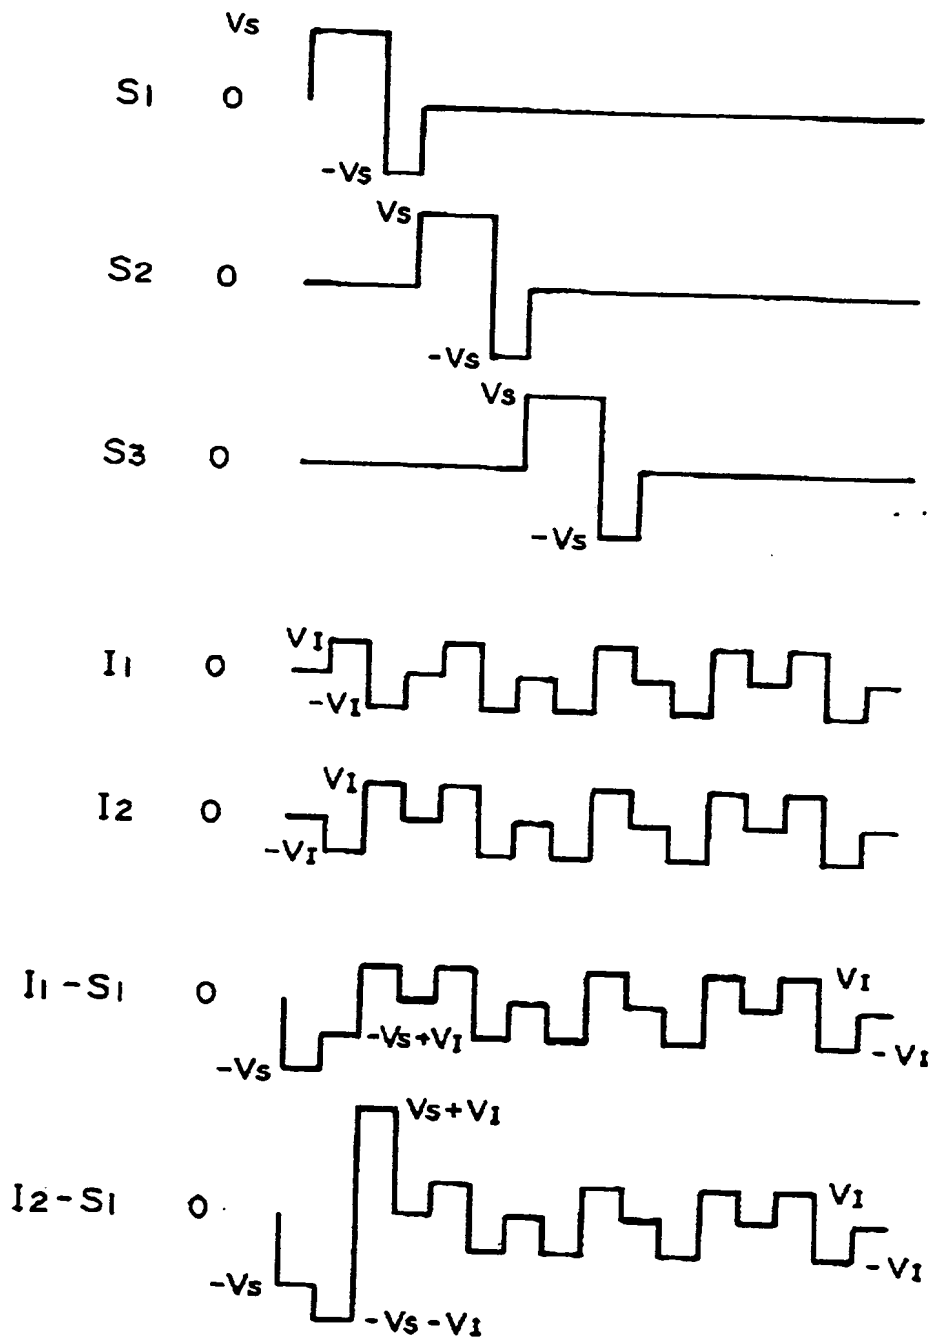 Vs
S1 0
-Vs
Vs
S2 0
-Vs
Vs
S3 0
-Vs
VI
I1 0
-VI
VI
I2 0
-VI
I1-S1 0 VI
-Vs+VI
-Vs -VI
Vs+VI
I2-S1 0 VI
-Vs -VI
-Vs-VI